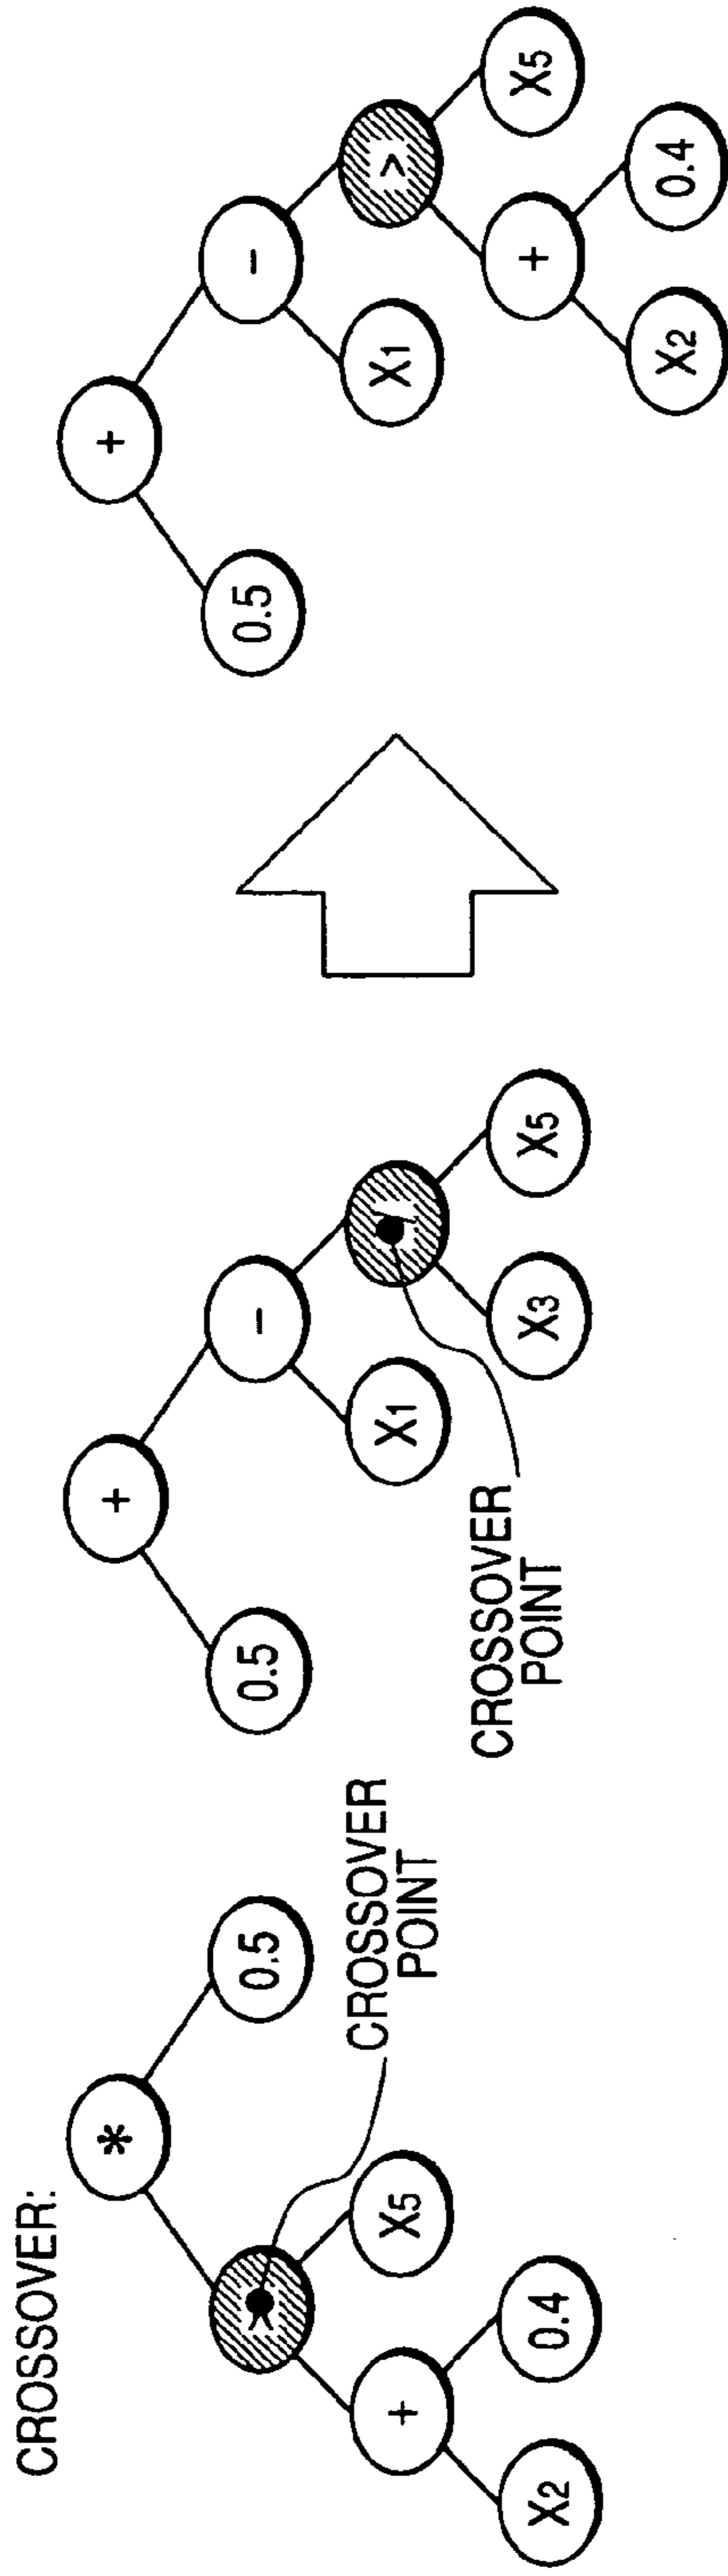 CROSSOVER:
*
0.5
+
X5
X2
0.4
CROSSOVER
POINT
+
0.5
-
X1
X3
X5
CROSSOVER
POINT
+
0.5
-
X1
>
+
X5
X2
0.4